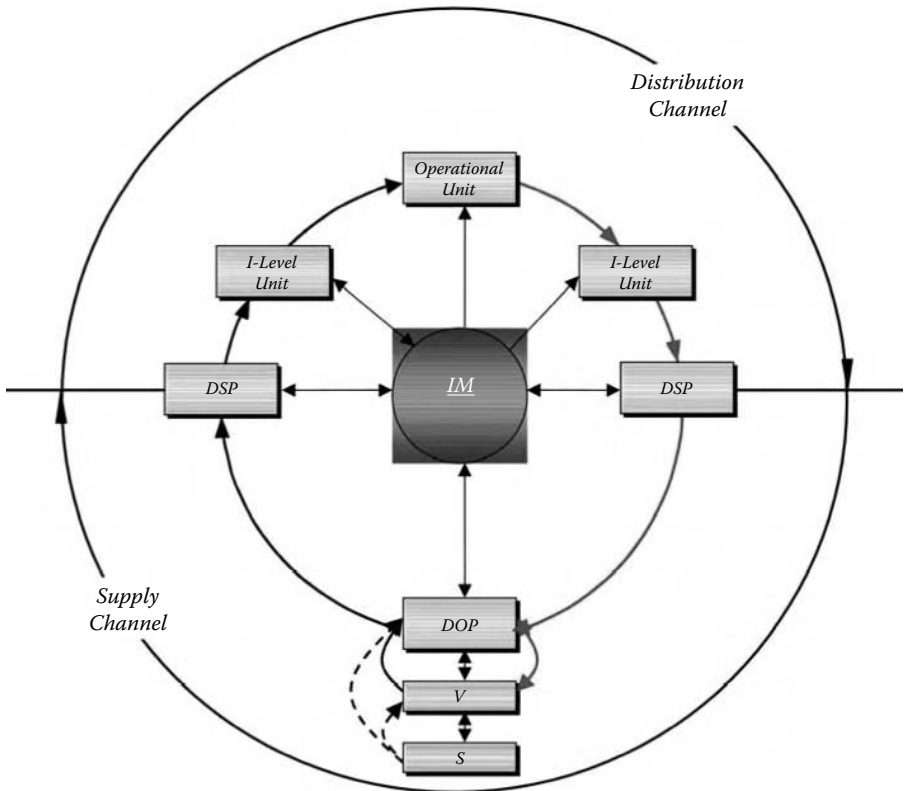 Distribution
Channel
Operational
Unit
I-Level
Unit
I-Level
Unit
DSP
IM
DSP
Supply
Channel
DOP
V
S